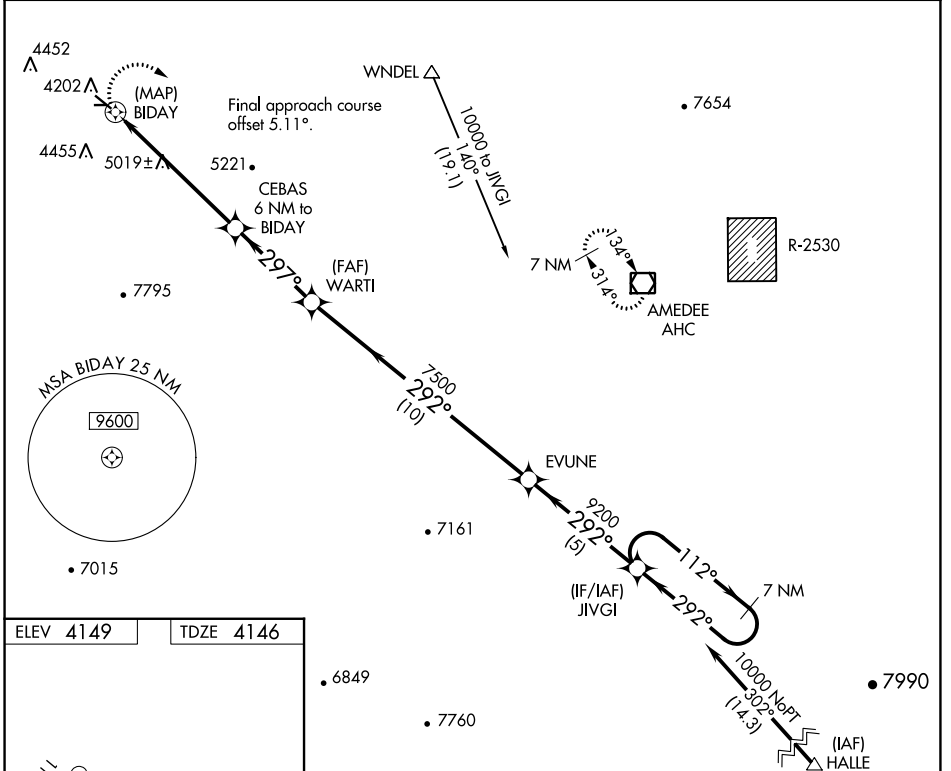 4452
4202
(MAP)
BIDAY
4455
5019±
Final approach course
offset 5.11°.
5221
CEBAS
6 NM to
BIDAY
WNDEL
10000 to JIVGI
140°
(19.1)
7654
R-2530
7 NM
134°
314°
AMEDEE
AHC
297°
(FAF)
WARTI
7795
MSA BIDAY 25 NM
9600
7500
292°
(10)
EVUNE
9200
292°
(5)
7161
7015
(IF/IAF)
JIVGI
112°
7 NM
292°
10000 NoPT
302°
(14.3)
7990
(IAF)
HALLE
ELEV 4149
TDZE 4146
6849
7760